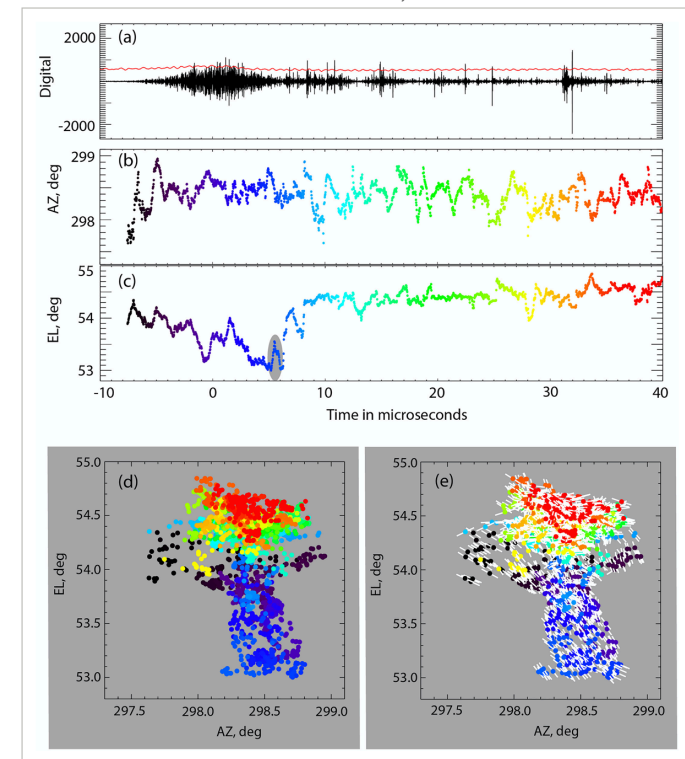 (a)
2000
-2000
Digital
(b)
299
298
AZ, deg
(c)
55
54
53
EL, deg
-10 0 10 20 30 40
Time in microseconds
(d)
55.0
54.5
54.0
53.5
53.0
EL, deg
297.5 298.0 298.5 299.0
AZ, deg
(e)
55.0
54.5
54.0
53.5
53.0
EL, deg
297.5 298.0 298.5 299.0
AZ, deg